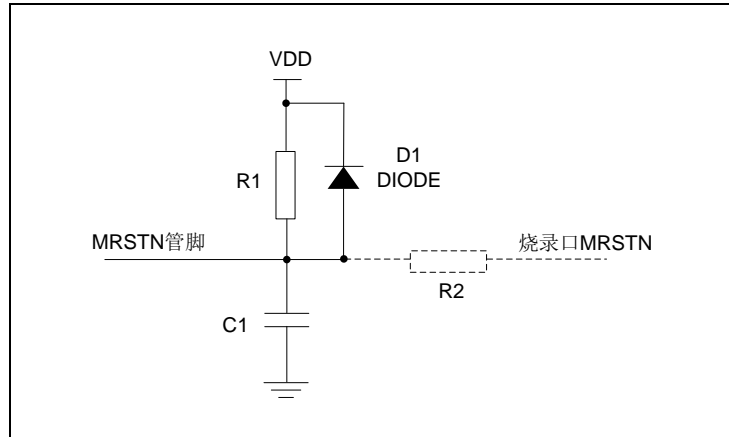 VDD
D1
DIODE
R1
MRSTN管脚
烧录口MRSTN
R2
C1